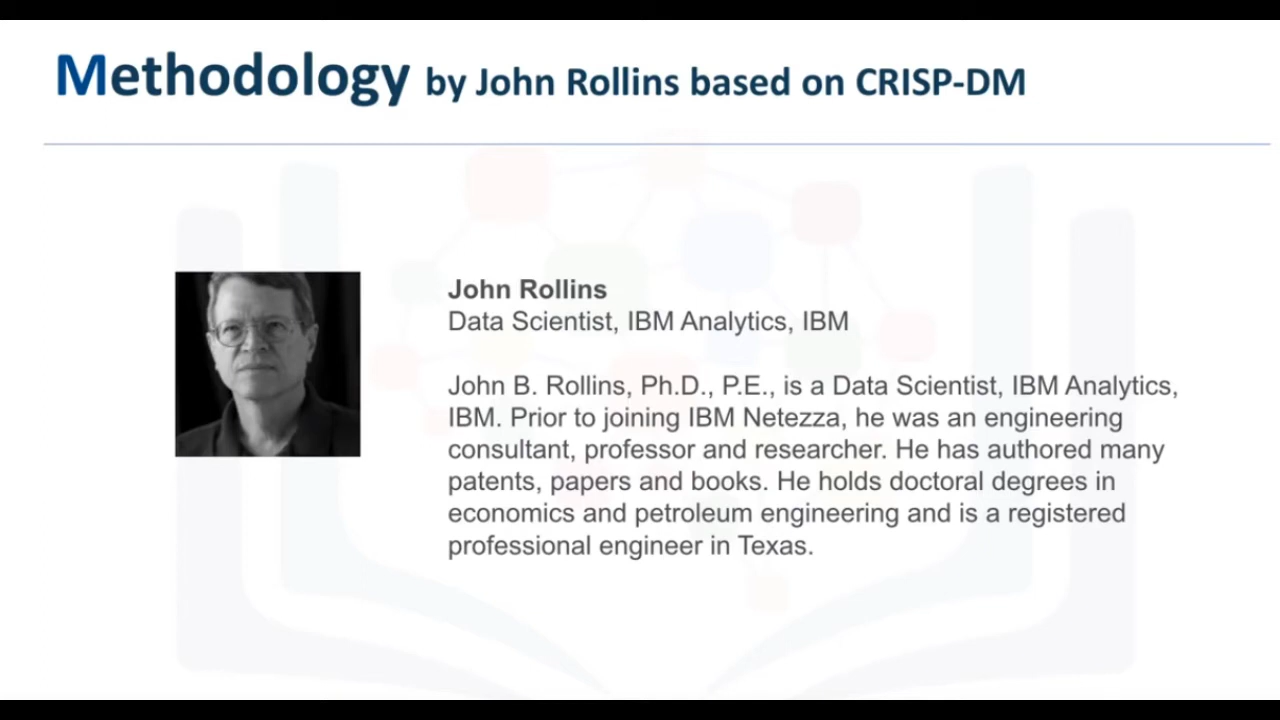 Methodology by John Rollins based on CRISP-DM
John Rollins
Data Scientist, IBM Analytics, IBM
John B. Rollins, Ph.D., P.E., is a Data Scientist, IBM Analytics,
IBM. Prior to joining IBM Netezza, he was an engineering
consultant, professor and researcher. He has authored many
patents, papers and books. He holds doctoral degrees in
economics and petroleum engineering and is a registered
professional engineer in Texas.